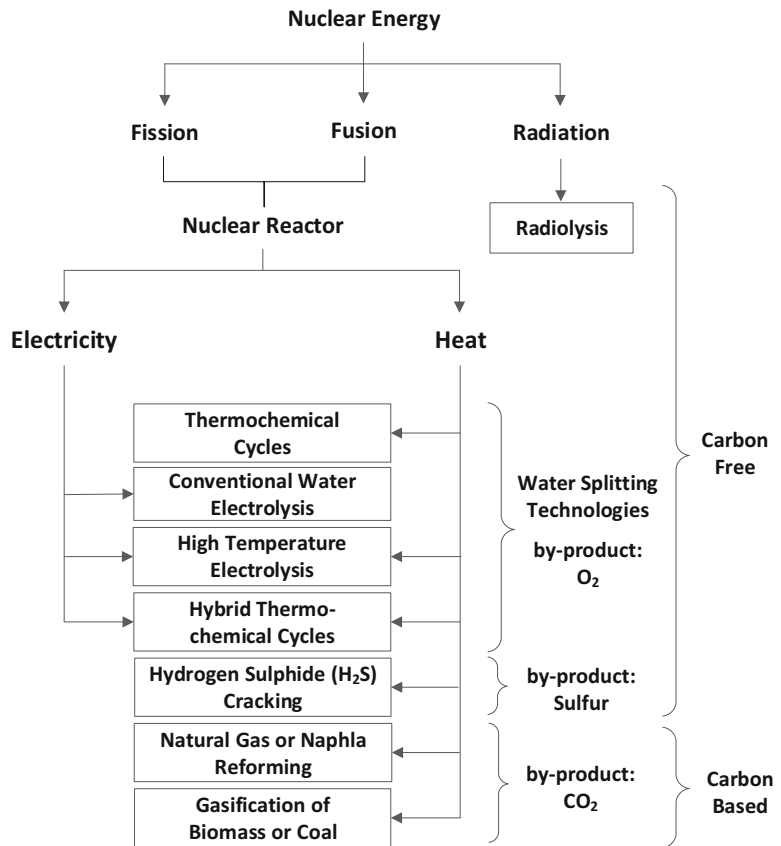 Nuclear Energy
Fission
Fusion
Radiation
Nuclear Reactor
Radiolysis
Electricity
Heat
Thermochemical
Cycles
Conventional Water
Electrolysis
High Temperature
Electrolysis
Hybrid Thermo-
chemical Cycles
Hydrogen Sulphide (H₂S)
Cracking
Natural Gas or Naphla
Reforming
Gasification of
Biomass or Coal
Water Splitting
Technologies
by-product:
O₂
by-product:
Sulfur
by-product:
CO₂
Carbon
Free
Carbon
Based